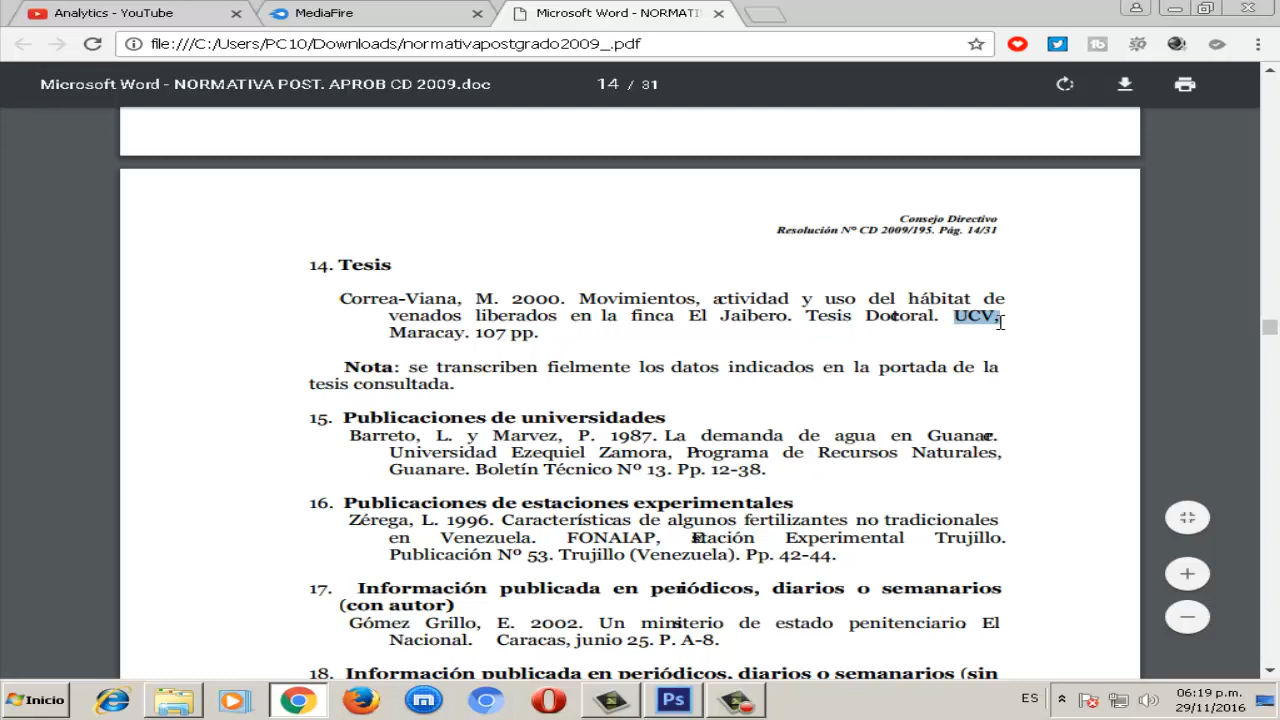 Analytics - YouTube
MediaFire
Microsoft Word - NORMATI
file:///C:/Users/PC10/Downloads/normativapostgrado2009_.pdf
Microsoft Word - NORMATIVA POST. APROB CD 2009.doc
14 / 31
Consejo Directivo
Resolución Nº CD 2009/195. Pág. 14/31
14. Tesis
Correa-Viana, M. 2000. Movimientos, actividad y uso del hábitat de
venados liberados en la finca El Jaibero. Tesis Doctoral. UCV,
Maracay. 107 pp.
Nota: se transcriben fielmente los datos indicados en la portada de la
tesis consultada.
15. Publicaciones de universidades
Barreto, L. y Marvez, P. 1987. La demanda de agua en Guanare.
Universidad Ezequiel Zamora, Programa de Recursos Naturales,
Guanare. Boletín Técnico Nº 13. Pp. 12-38.
16. Publicaciones de estaciones experimentales
Zérega, L. 1996. Características de algunos fertilizantes no tradicionales
en Venezuela. FONAIAP, Estación Experimental Trujillo.
Publicación Nº 53. Trujillo (Venezuela). Pp. 42-44.
17. Información publicada en periódicos, diarios o semanarios
(con autor)
Gómez Grillo, E. 2002. Un ministerio de estado penitenciario El
Nacional. Caracas, junio 25. P. A-8.
18. Información publicada en periódicos, diarios o semanarios (sin
Inicio
Ps
ES
06:19 p.m.
29/11/2016